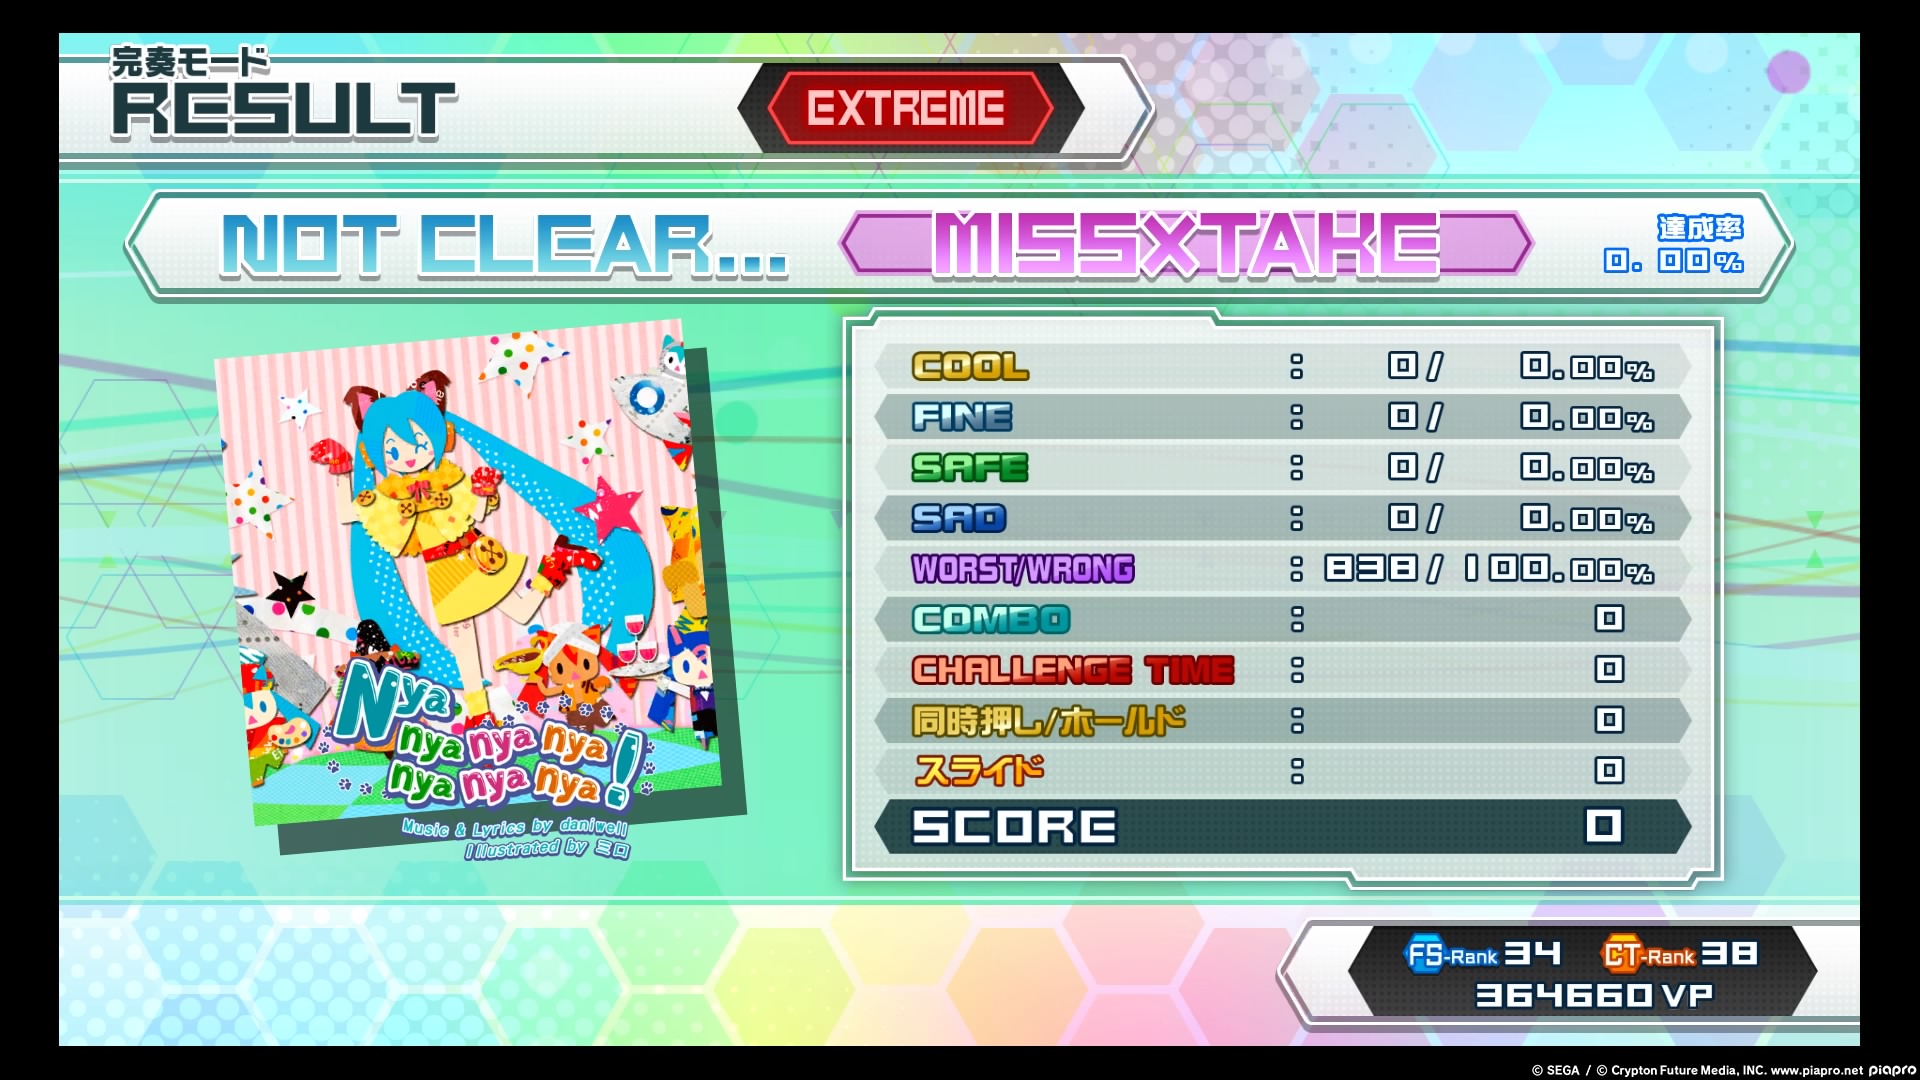 完奏モード
RESULT
EXTREME
NOT CLEAR...
MISS×TAKE
達成率
0.00%
COOL : 0/ 0.00%
FINE : 0/ 0.00%
SAFE : 0/ 0.00%
SAD : 0/ 0.00%
WORST/WRONG : 838/ 100.00%
COMBO : 0
CHALLENGE TIME : 0
同時押し/ホールド : 0
スライド : 0
SCORE 0
Nya
nya nya nya
nya nya nya!
Music & Lyrics by daniwell
Illustrated by 三口
FS-Rank 34 CT-Rank 38
364660 VP
© SEGA / © Crypton Future Media, INC. www.piapro.net piapro